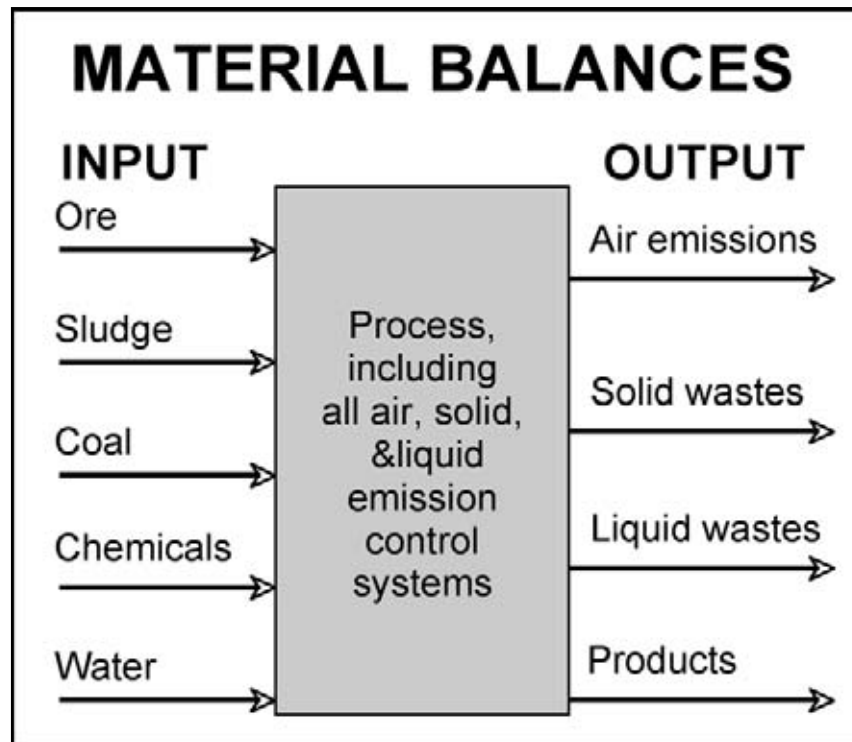 MATERIAL BALANCES
INPUT
Ore
Sludge
Coal
Chemicals
Water
Process,
including
all air, solid,
&liquid
emission
control
systems
OUTPUT
Air emissions
Solid wastes
Liquid wastes
Products